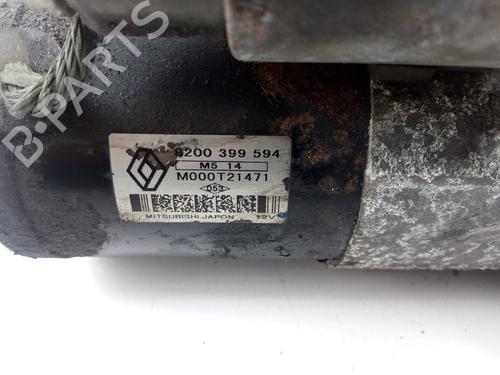 B-PARTS
8200 399 594
M5 14
M000T21471
053
MITSUBISHI.JAPON 12V